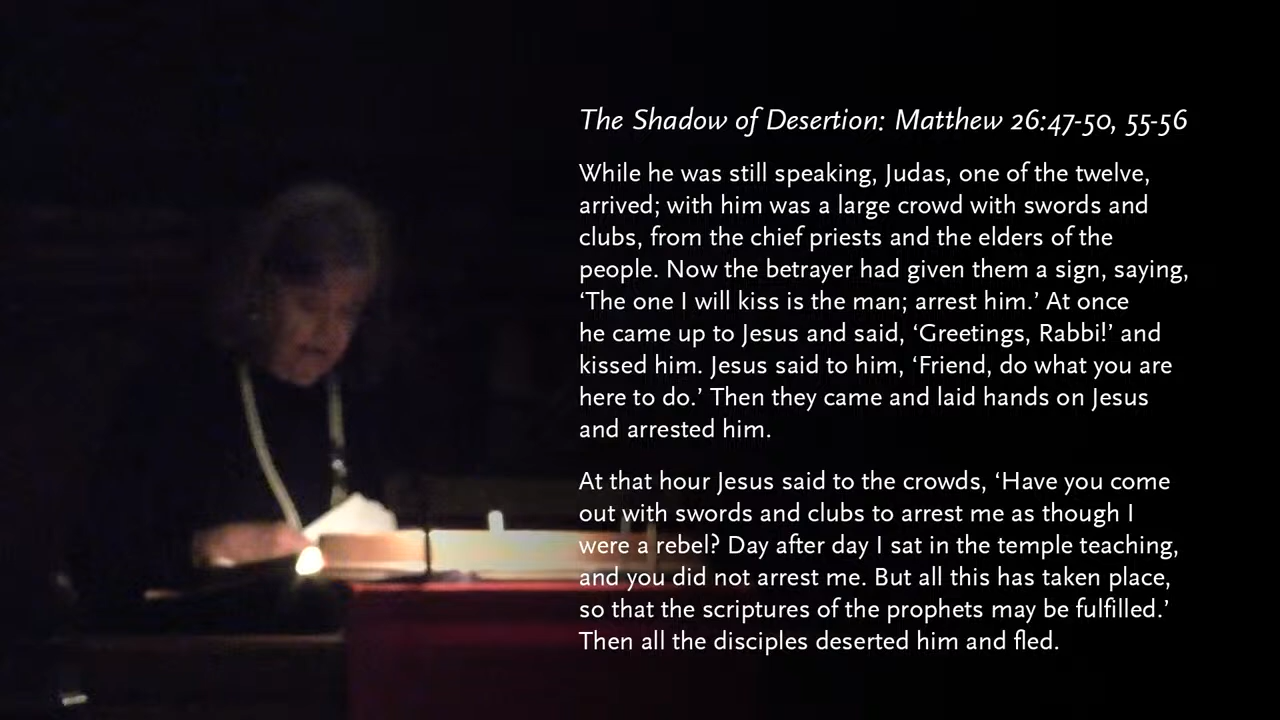 The Shadow of Desertion: Matthew 26:47-50, 55-56
While he was still speaking, Judas, one of the twelve,
arrived; with him was a large crowd with swords and
clubs, from the chief priests and the elders of the
people. Now the betrayer had given them a sign, saying,
‘The one I will kiss is the man; arrest him.’ At once
he came up to Jesus and said, ‘Greetings, Rabbi!’ and
kissed him. Jesus said to him, ‘Friend, do what you are
here to do.’ Then they came and laid hands on Jesus
and arrested him.
At that hour Jesus said to the crowds, ‘Have you come
out with swords and clubs to arrest me as though I
were a rebel? Day after day I sat in the temple teaching,
and you did not arrest me. But all this has taken place,
so that the scriptures of the prophets may be fulfilled.’
Then all the disciples deserted him and fled.